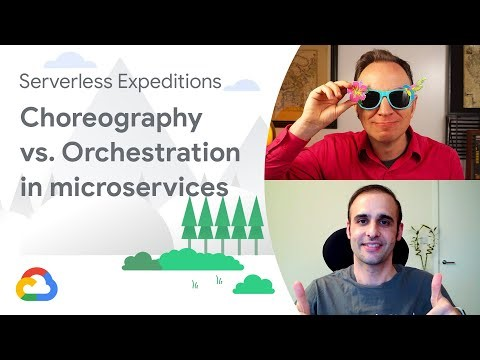 Serverless Expeditions
Choreography
vs. Orchestration
in microservices